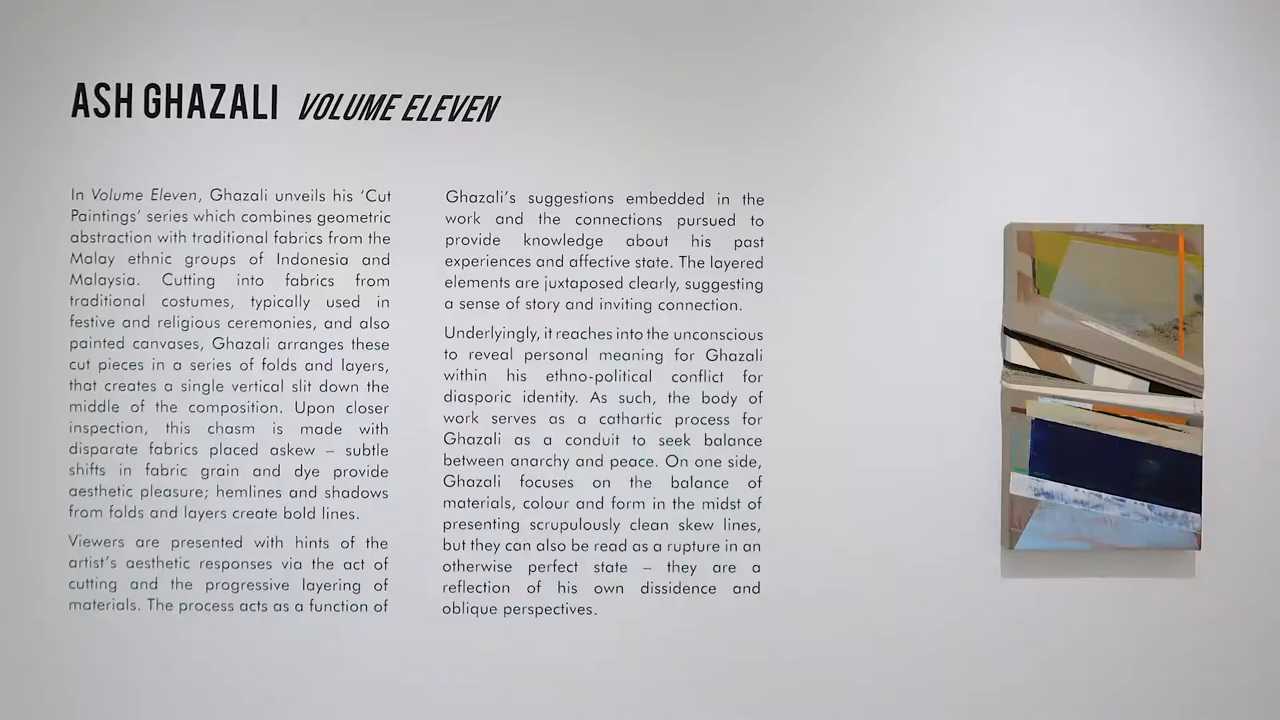 ASH GHAZALI VOLUME ELEVEN
In Volume Eleven, Ghazali unveils his ‘Cut
Paintings’ series which combines geometric
abstraction with traditional fabrics from the
Malay ethnic groups of Indonesia and
Malaysia. Cutting into fabrics from
traditional costumes, typically used in
festive and religious ceremonies, and also
painted canvases, Ghazali arranges these
cut pieces in a series of folds and layers,
that creates a single vertical slit down the
middle of the composition. Upon closer
inspection, this chasm is made with
disparate fabrics placed askew – subtle
shifts in fabric grain and dye provide
aesthetic pleasure; hemlines and shadows
from folds and layers create bold lines.
Viewers are presented with hints of the
artist’s aesthetic responses via the act of
cutting and the progressive layering of
materials. The process acts as a function of
Ghazali’s suggestions embedded in the
work and the connections pursued to
provide knowledge about his past
experiences and affective state. The layered
elements are juxtaposed clearly, suggesting
a sense of story and inviting connection.
Underlyingly, it reaches into the unconscious
to reveal personal meaning for Ghazali
within his ethno-political conflict for
diasporic identity. As such, the body of
work serves as a cathartic process for
Ghazali as a conduit to seek balance
between anarchy and peace. On one side,
Ghazali focuses on the balance of
materials, colour and form in the midst of
presenting scrupulously clean skew lines,
but they can also be read as a rupture in an
otherwise perfect state – they are a
reflection of his own dissidence and
oblique perspectives.